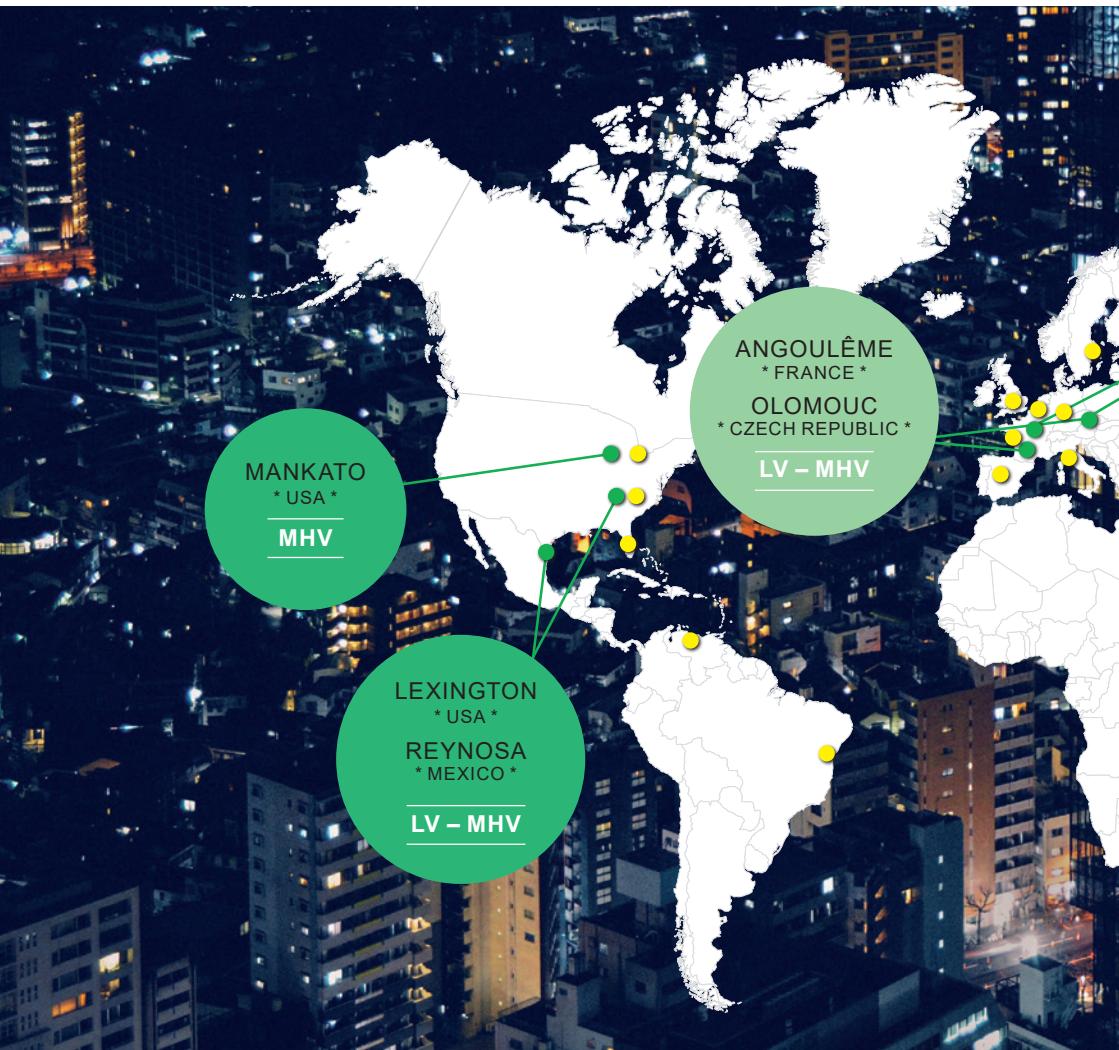 ANGOULÊME
* FRANCE *
OLOMOUC
* CZECH REPUBLIC *
LV – MHV
MANKATO
* USA *
MHV
LEXINGTON
* USA *
REYNOSA
* MEXICO *
LV – MHV